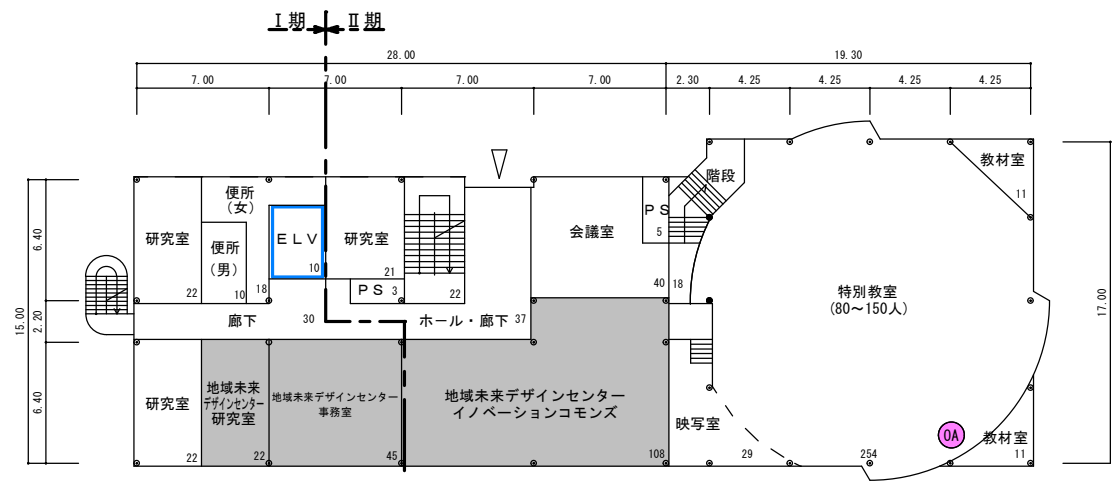 Ⅰ期
Ⅱ期
28.00
19.30
7.00
7.00
7.00
7.00
2.30
4.25
4.25
4.25
4.25
15.00
6.40
2.20
6.40
17.00
研究室
22
便所
(女)
18
便所
(男)
10
ELV
10
研究室
21
PS
3
22
会議室
40
PS
5
階段
18
教材室
11
特別教室
(80～150人)
廊下
30
ホール・廊下
37
研究室
22
地域未来
デザインセンター
研究室
22
地域未来デザインセンター
事務室
45
地域未来デザインセンター
イノベーションコモンズ
108
映写室
29
254
OA
教材室
11